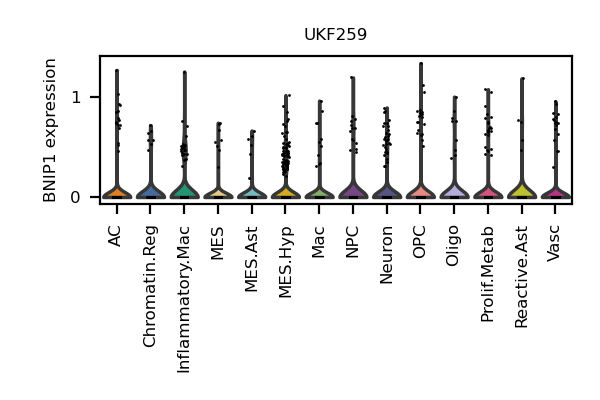 UKF259
BNIP1 expression
1
0
AC
Chromatin.Reg
Inflammatory.Mac
MES
MES.Ast
MES.Hyp
Mac
NPC
Neuron
OPC
Oligo
Prolif.Metab
Reactive.Ast
Vasc